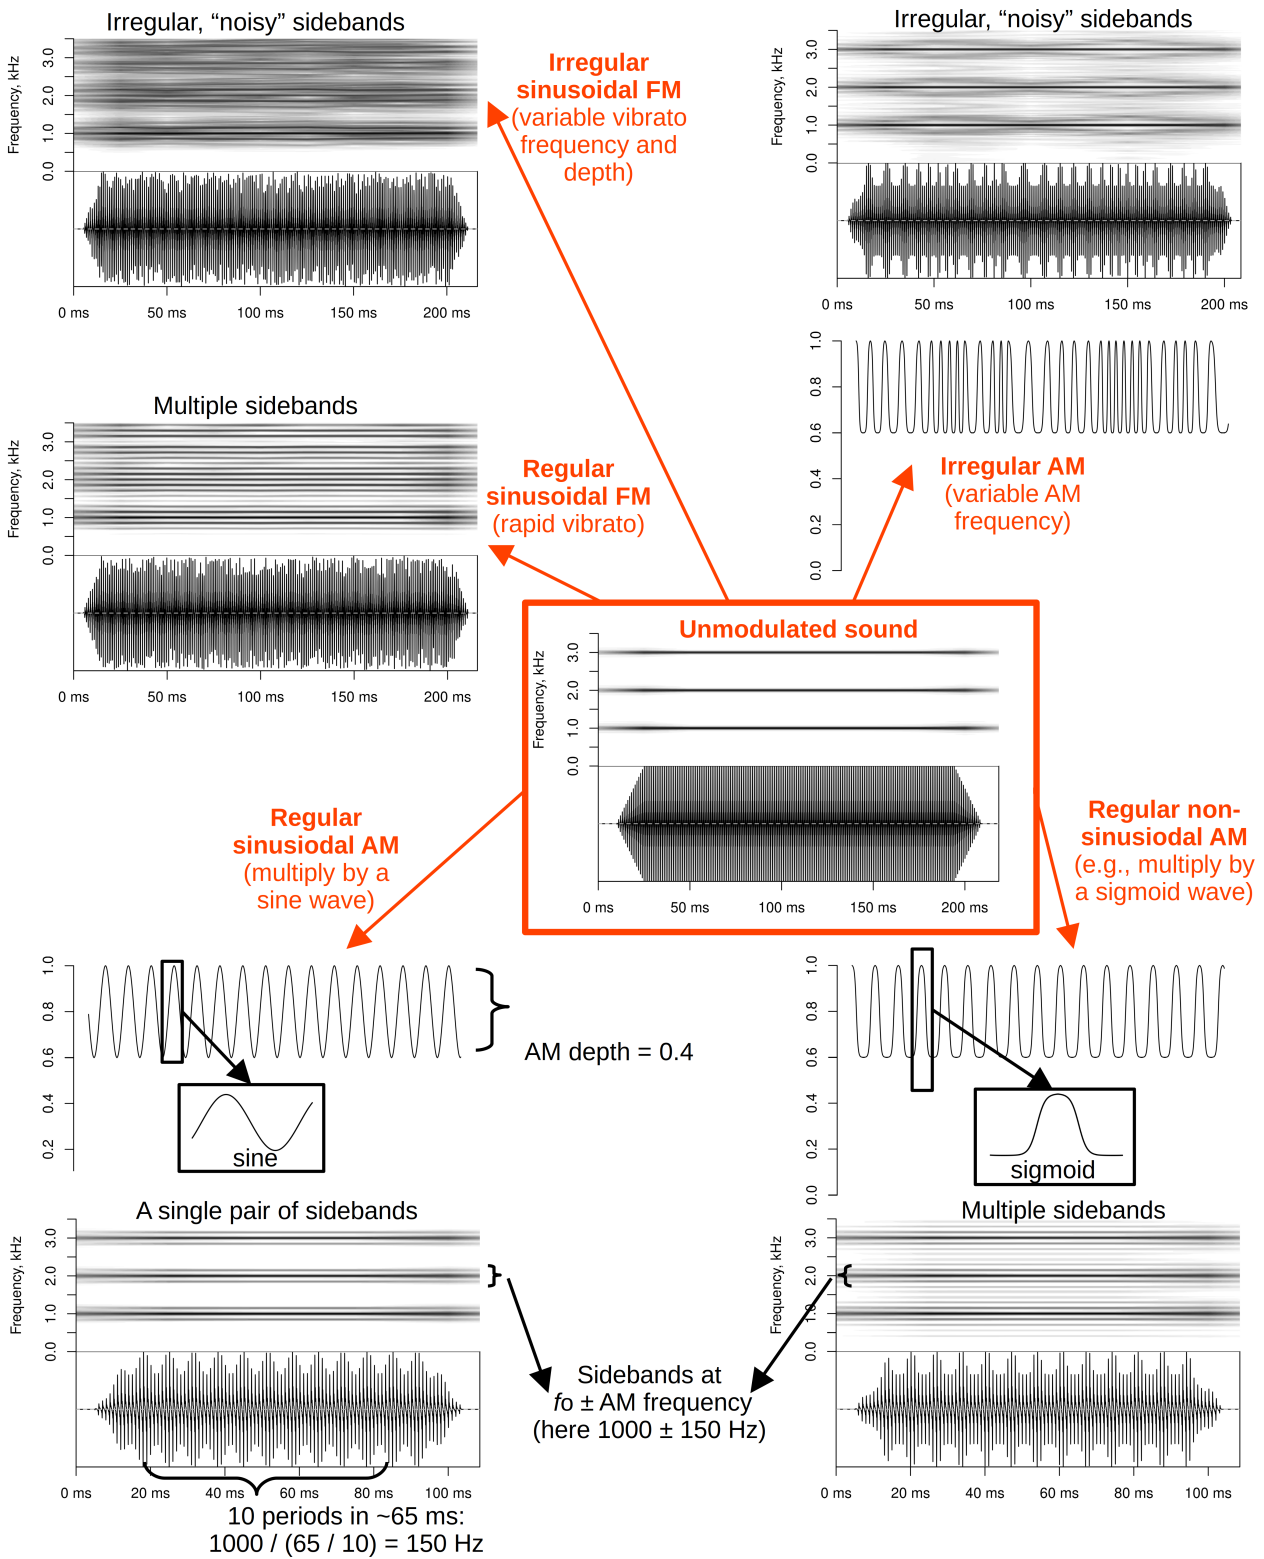 Irregular, “noisy” sidebands
Frequency, kHz
3.0
2.0
1.0
0.0
0 ms 50 ms 100 ms 150 ms 200 ms
Irregular
sinusoidal FM
(variable vibrato
frequency and
depth)
Irregular, “noisy” sidebands
Frequency, kHz
3.0
2.0
1.0
0.0
0 ms 50 ms 100 ms 150 ms 200 ms
1.0
0.8
0.6
0.4
0.2
0.0
Irregular AM
(variable AM
frequency)
Multiple sidebands
Frequency, kHz
3.0
2.0
1.0
0.0
0 ms 50 ms 100 ms 150 ms 200 ms
Regular
sinusoidal FM
(rapid vibrato)
Unmodulated sound
Frequency, kHz
3.0
2.0
1.0
0.0
0 ms 50 ms 100 ms 150 ms 200 ms
Regular
sinusiodal AM
(multiply by a
sine wave)
Regular non-
sinusiodal AM
(e.g., multiply by
a sigmoid wave)
1.0
0.8
0.6
0.4
0.2
sine
AM depth = 0.4
1.0
0.8
0.6
0.4
0.2
0.0
sigmoid
A single pair of sidebands
Frequency, kHz
3.0
2.0
1.0
0.0
0 ms 20 ms 40 ms 60 ms 80 ms 100 ms
10 periods in ~65 ms:
1000 / (65 / 10) = 150 Hz
Sidebands at
fo ± AM frequency
(here 1000 ± 150 Hz)
Multiple sidebands
Frequency, kHz
3.0
2.0
1.0
0.0
0 ms 20 ms 40 ms 60 ms 80 ms 100 ms